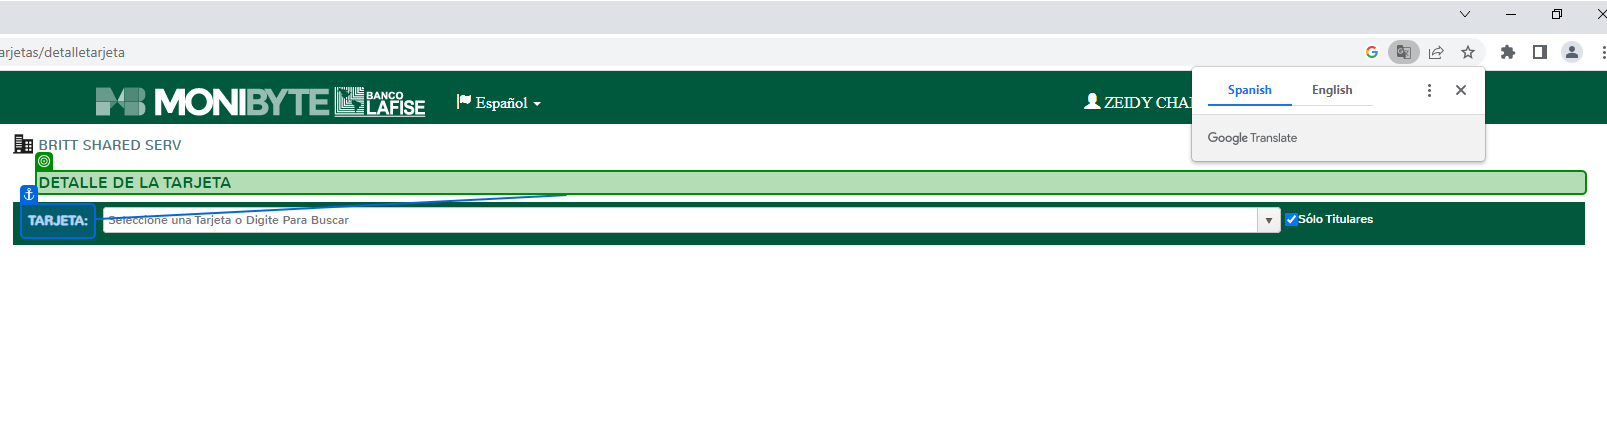 arjetas/detalletarjeta
MONIBYTE BANCO LAFISE
Español
ZEIDY CHA
Spanish English
Google Translate
BRITT SHARED SERV
DETALLE DE LA TARJETA
TARJETA: Seleccione una Tarjeta o Digite Para Buscar Sólo Titulares